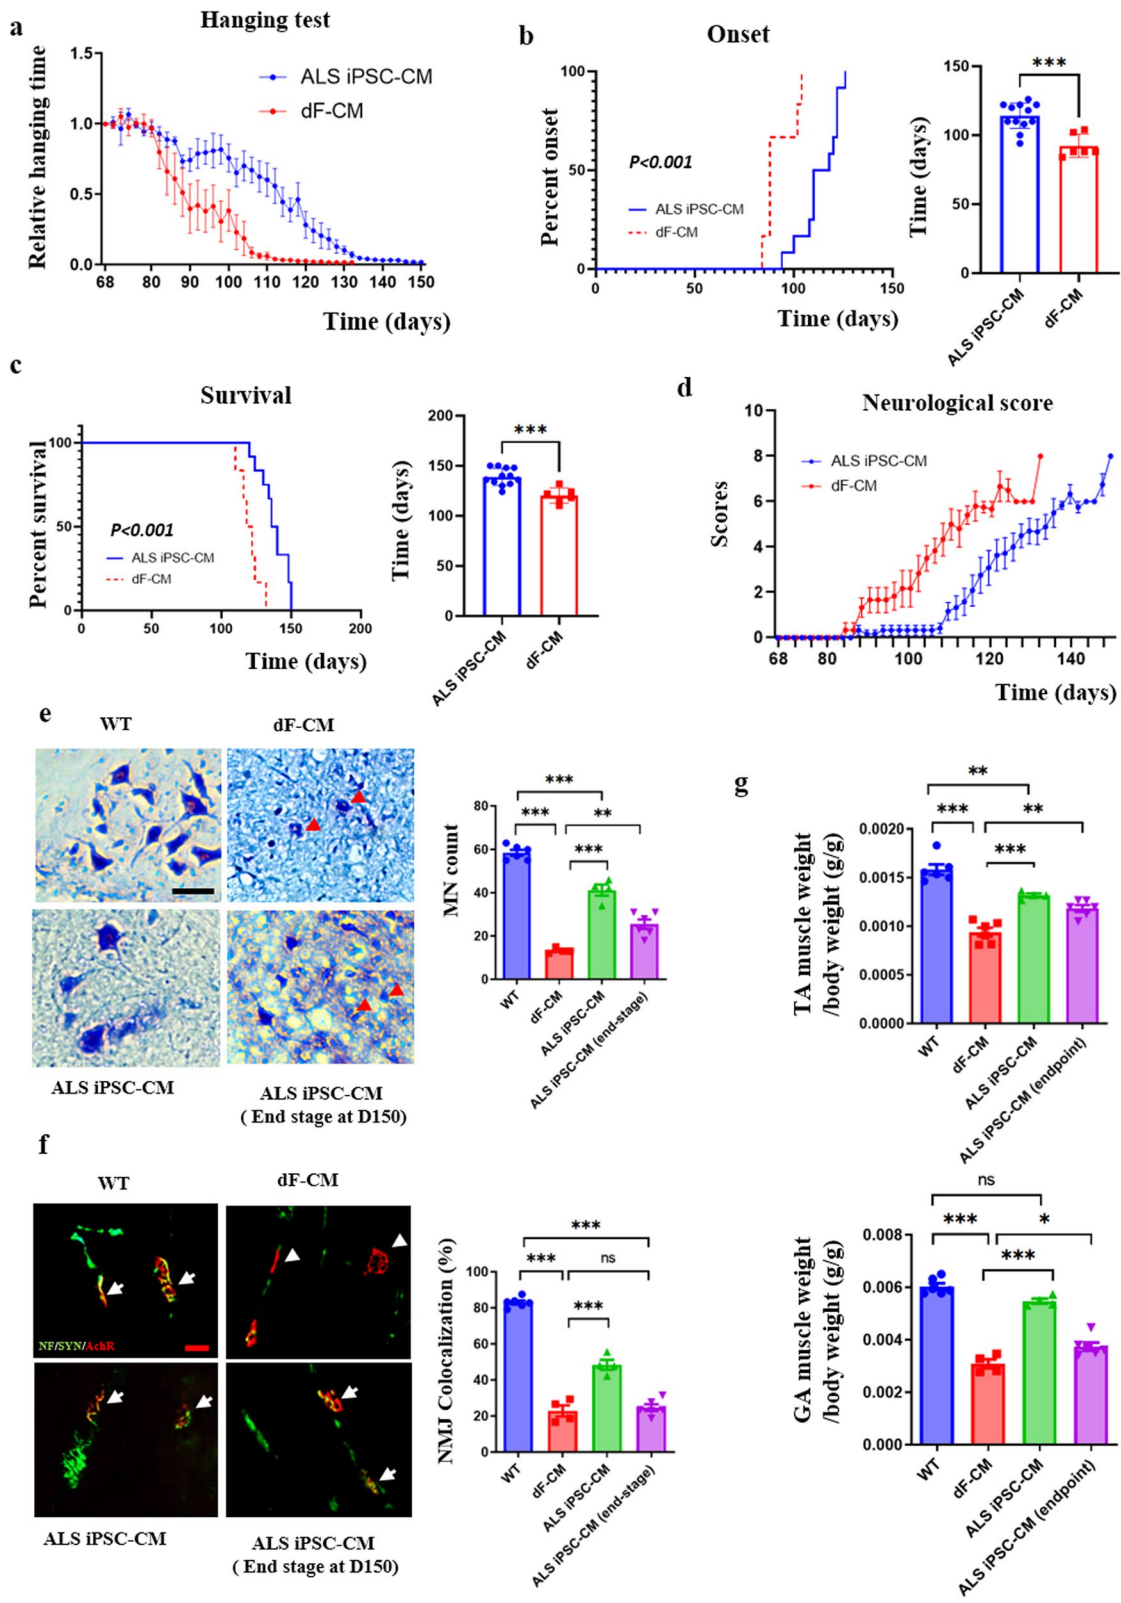 a
Hanging test
Relative hanging time
1.5
1.0
0.5
0.0
ALS iPSC-CM
dF-CM
68 80 90 100 110 120 130 140 150
Time (days)
b
Onset
Percent onset
100
50
0
P<0.001
ALS iPSC-CM
dF-CM
0 50 100 150
Time (days)
Time (days)
150
100
50
0
***
ALS iPSC-CM
dF-CM
c
Survival
Percent survival
100
50
0
P<0.001
ALS iPSC-CM
dF-CM
0 50 100 150 200
Time (days)
Time (days)
200
150
100
50
0
***
ALS iPSC-CM
dF-CM
d
Neurological score
Scores
10
8
6
4
2
0
ALS iPSC-CM
dF-CM
68 80 100 120 140
Time (days)
e
WT
dF-CM
ALS iPSC-CM
ALS iPSC-CM
( End stage at D150)
MN count
80
60
40
20
0
***
*** **
***
WT
dF-CM
ALS iPSC-CM
ALS iPSC-CM (end-stage)
f
WT
dF-CM
NF/SYN/AchR
ALS iPSC-CM
ALS iPSC-CM
( End stage at D150)
NMJ Colocalization (%)
100
80
60
40
20
0
***
*** ns
***
WT
dF-CM
ALS iPSC-CM
ALS iPSC-CM (end-stage)
g
TA muscle weight
/body weight (g/g)
0.0020
0.0015
0.0010
0.0005
0.0000
**
*** **
***
WT
dF-CM
ALS iPSC-CM
ALS iPSC-CM (endpoint)
GA muscle weight
/body weight (g/g)
0.008
0.006
0.004
0.002
0.000
ns
*** *
***
WT
dF-CM
ALS iPSC-CM
ALS iPSC-CM (endpoint)